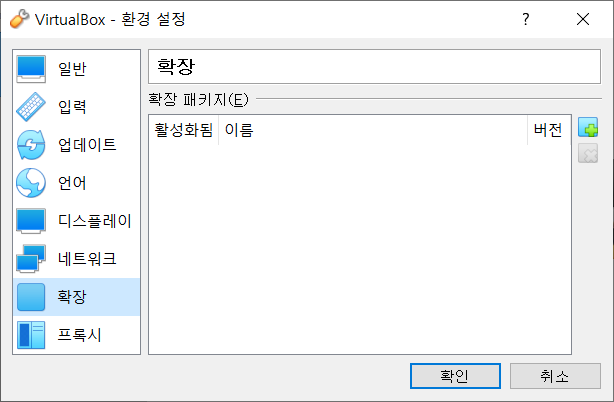 VirtualBox - 환경 설정
?
일반
입력
업데이트
언어
디스플레이
네트워크
확장
프록시
확장
확장 패키지(E)
활성화됨 이름 버전
확인 취소